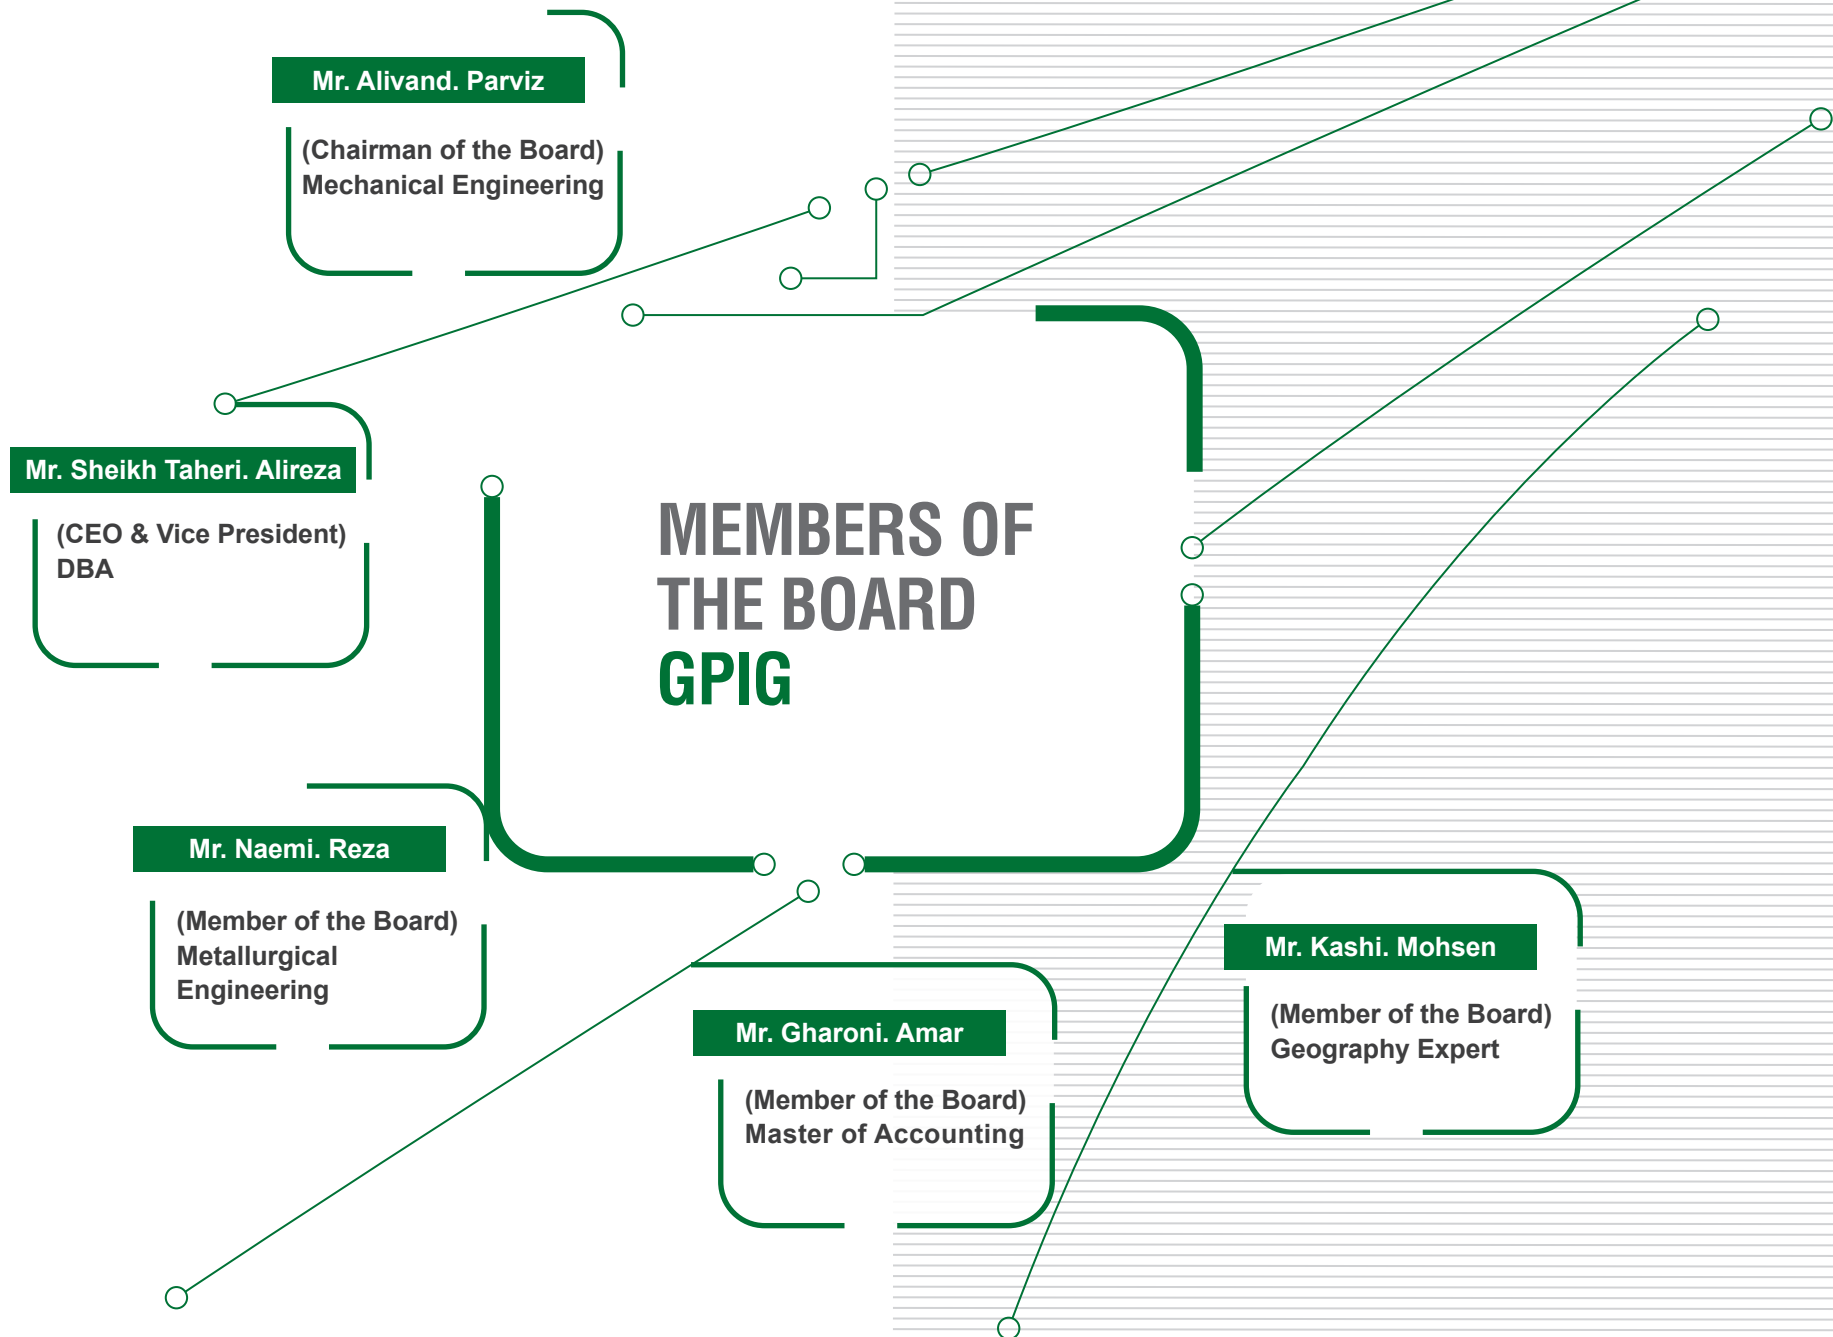 Mr. Alivand. Parviz
(Chairman of the Board)
Mechanical Engineering
Mr. Sheikh Taheri. Alireza
(CEO & Vice President)
DBA
MEMBERS OF
THE BOARD
GPIG
Mr. Naemi. Reza
(Member of the Board)
Metallurgical
Engineering
Mr. Gharoni. Amar
(Member of the Board)
Master of Accounting
Mr. Kashi. Mohsen
(Member of the Board)
Geography Expert